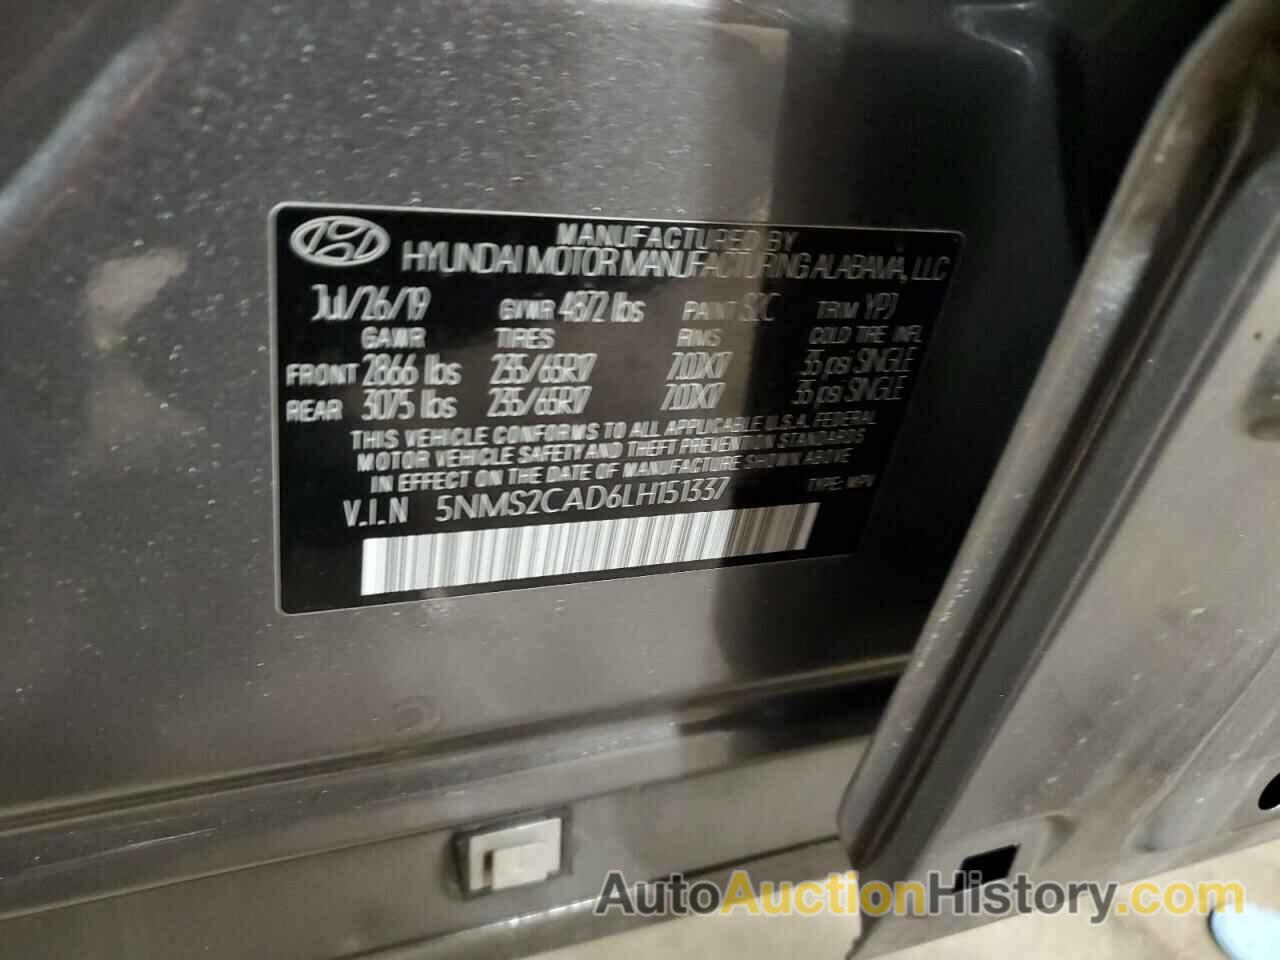 MANUFACTURED BY
HYUNDAI MOTOR MANUFACTURING ALABAMA, LLC
Jul/26/19 GVWR 4872 lbs PAINT S2C TRIM YPJ
GAWR TIRES RIMS COLD TIRE INFL
FRONT 2866 lbs 235/65R17 7.0JX17 35 psi SINGLE
REAR 3075 lbs 235/65R17 7.0JX17 35 psi SINGLE
THIS VEHICLE CONFORMS TO ALL APPLICABLE U.S.A. FEDERAL
MOTOR VEHICLE SAFETY AND THEFT PREVENTION STANDARDS
IN EFFECT ON THE DATE OF MANUFACTURE SHOWN ABOVE
V.I.N 5NMS2CAD6LH151337 TYPE: MPV
AutoAuctionHistory.com